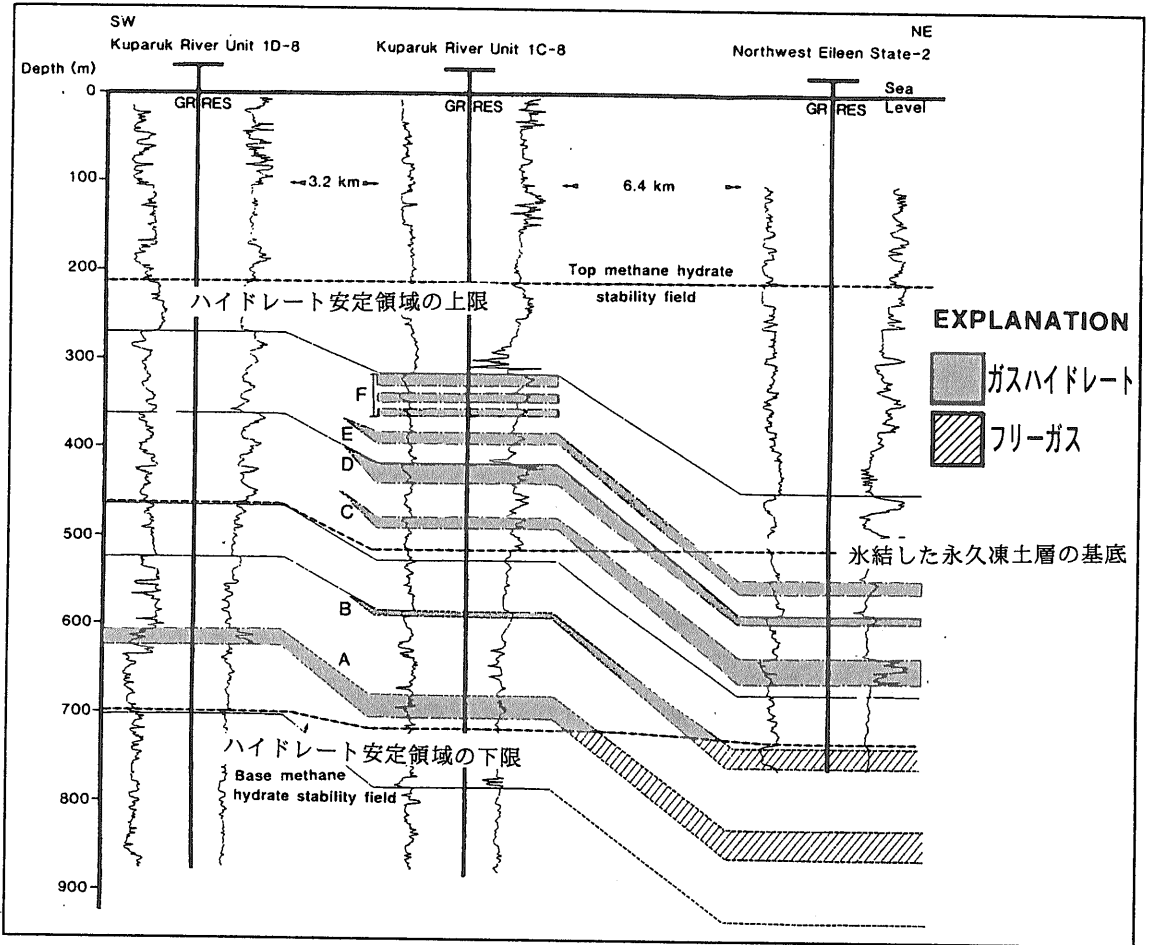 SW
NE
Kuparuk River Unit 1D-8
Kuparuk River Unit 1C-8
Northwest Eileen State-2
Depth (m)
Sea
Level
GR RES
GR RES
GR RES
0
100
200
300
400
500
600
700
800
900
3.2 km
6.4 km
Top methane hydrate
stability field
ハイドレート安定領域の上限
EXPLANATION
ガスハイドレート
フリーガス
F
E
D
C
氷結した永久凍土層の基底
B
A
ハイドレート安定領域の下限
Base methane
hydrate stability field